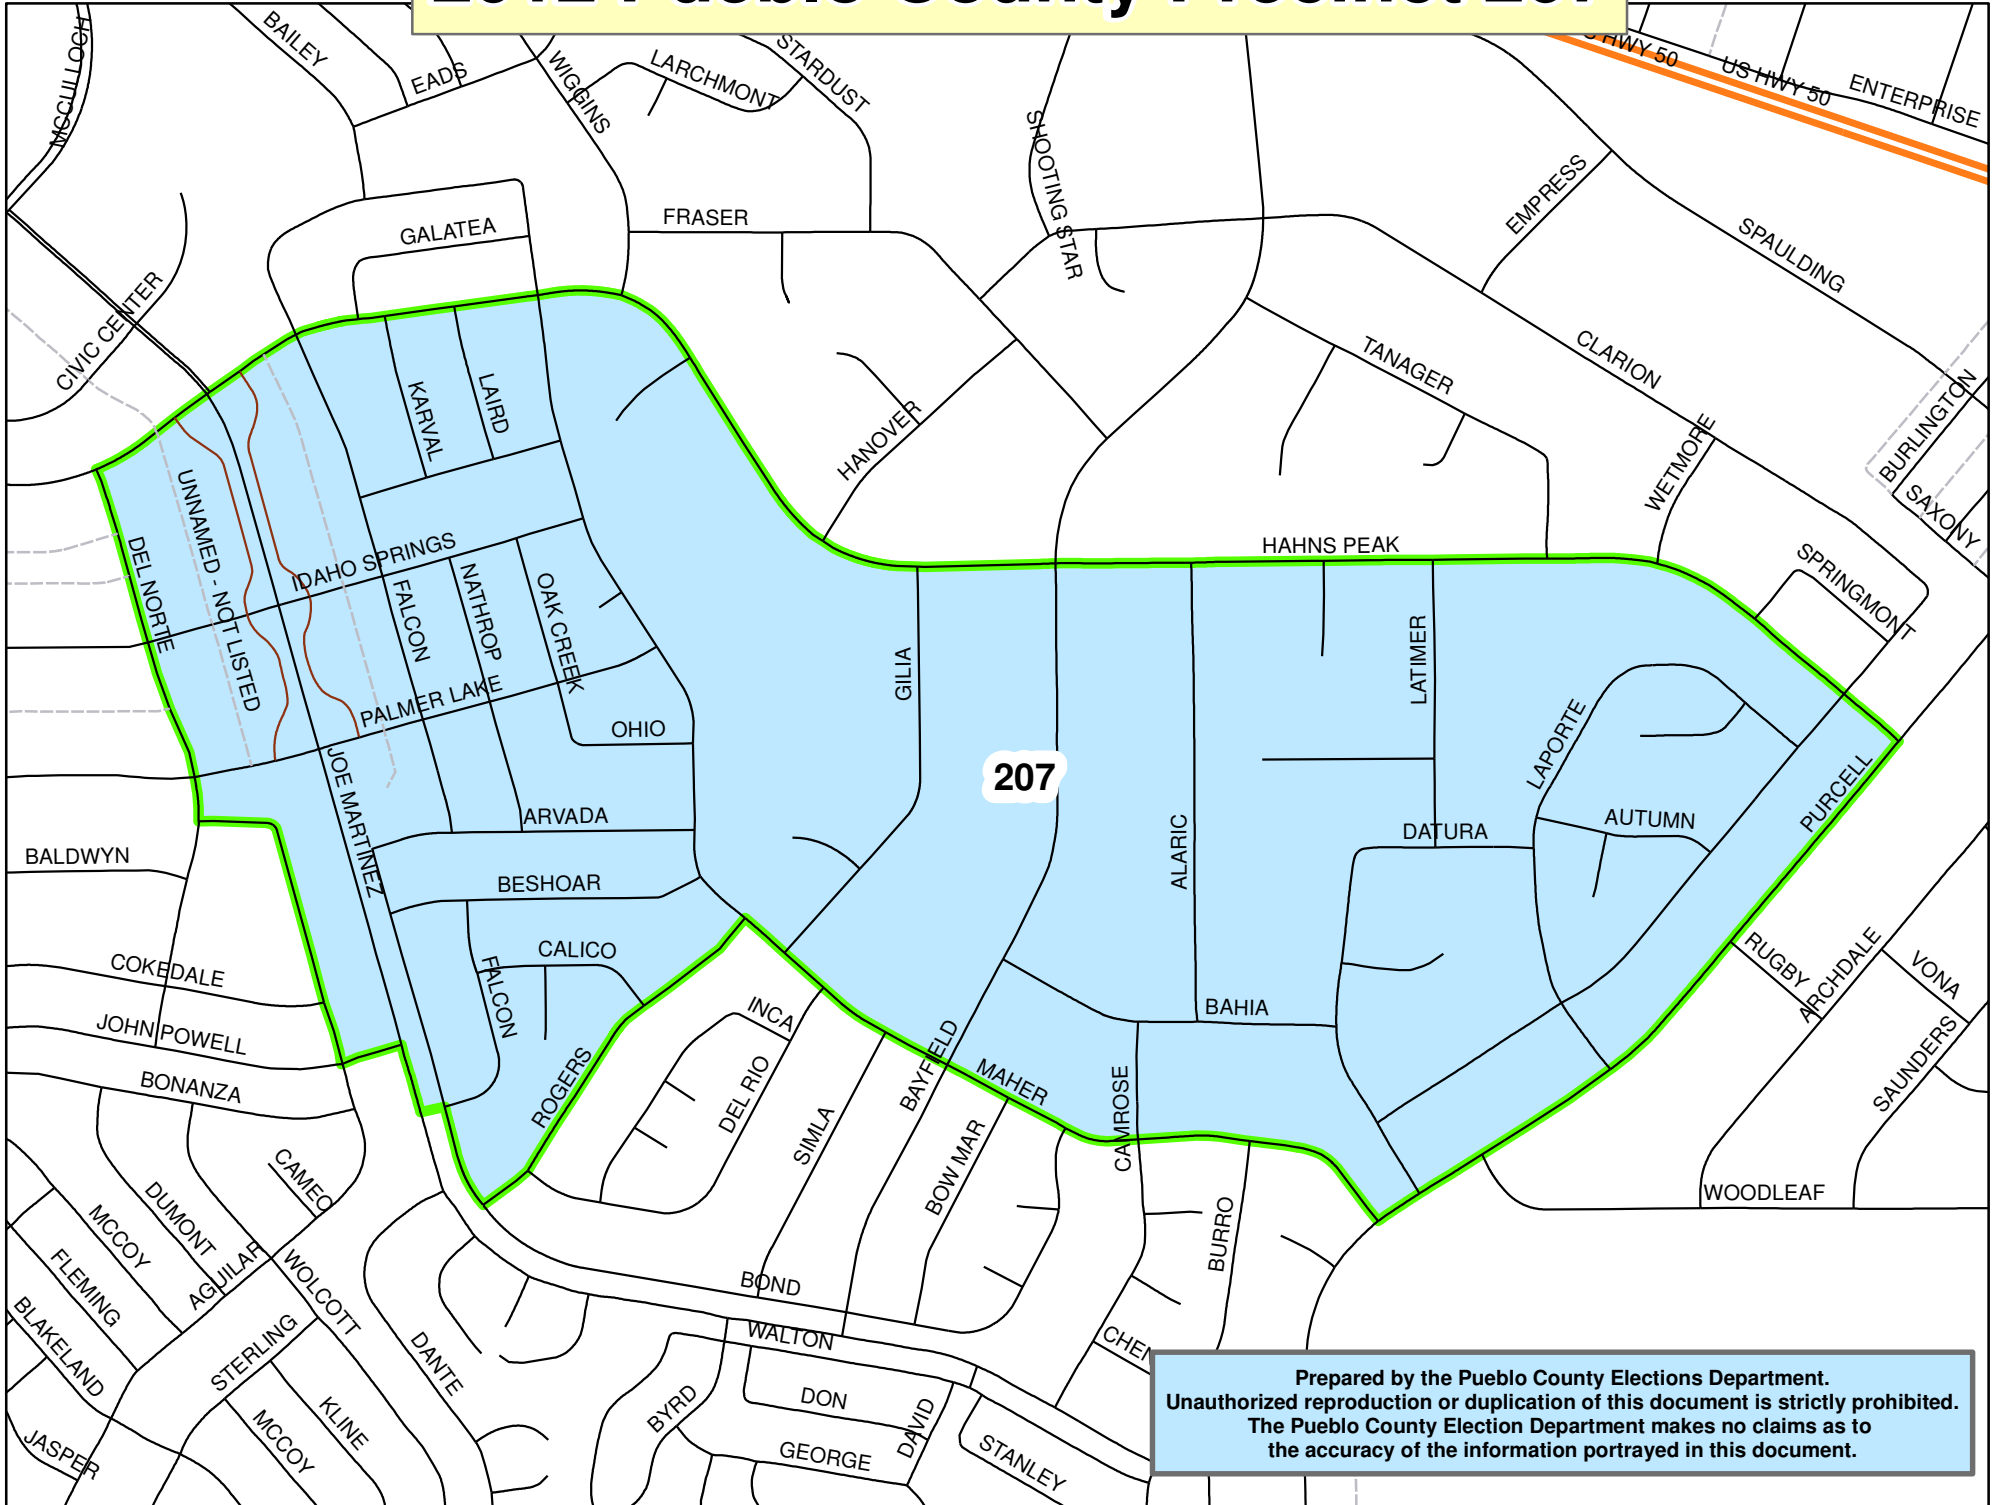 2012 Pueblo County Precinct 207
MCCULLOCH
BAILEY
EADS
WIGGINS
LARCHMONT
STARDUST
US HWY 50
US HWY 50
ENTERPRISE
SHOOTING STAR
EMPRESS
GALATEA
FRASER
SPAULDING
CIVIC CENTER
TANAGER
CLARION
KARVAL
LAIRD
HANOVER
BURLINGTON
WETMORE
SAXONY
UNNAMED - NOT LISTED
DEL NORTE
IDAHO SPRINGS
HAHNS PEAK
SPRINGMONT
FALCON
NATHROP
OAK CREEK
GILIA
LATIMER
PALMER LAKE
OHIO
LAPORTE
207
JOE MARTINEZ
PURCELL
ARVADA
DATURA
AUTUMN
BALDWYN
ALARIC
BESHOAR
CALICO
FALCON
COKEDALE
RUGBY
ARCHDALE
VONA
JOHN POWELL
INCA
BAHIA
BONANZA
ROGERS
DEL RIO
BAYFIELD
MAHER
CAMROSE
SAUNDERS
SIMLA
BOW MAR
CAMEO
DUMONT
MCCOY
WOODLEAF
BURRO
FLEMING
AGUILAR
WOLCOTT
BOND
BLAKELAND
STERLING
DANTE
WALTON
CHEN
BYRD
DON
DAVID
KLINE
MCCOY
JASPER
GEORGE
STANLEY
Prepared by the Pueblo County Elections Department.
Unauthorized reproduction or duplication of this document is strictly prohibited.
The Pueblo County Election Department makes no claims as to
the accuracy of the information portrayed in this document.